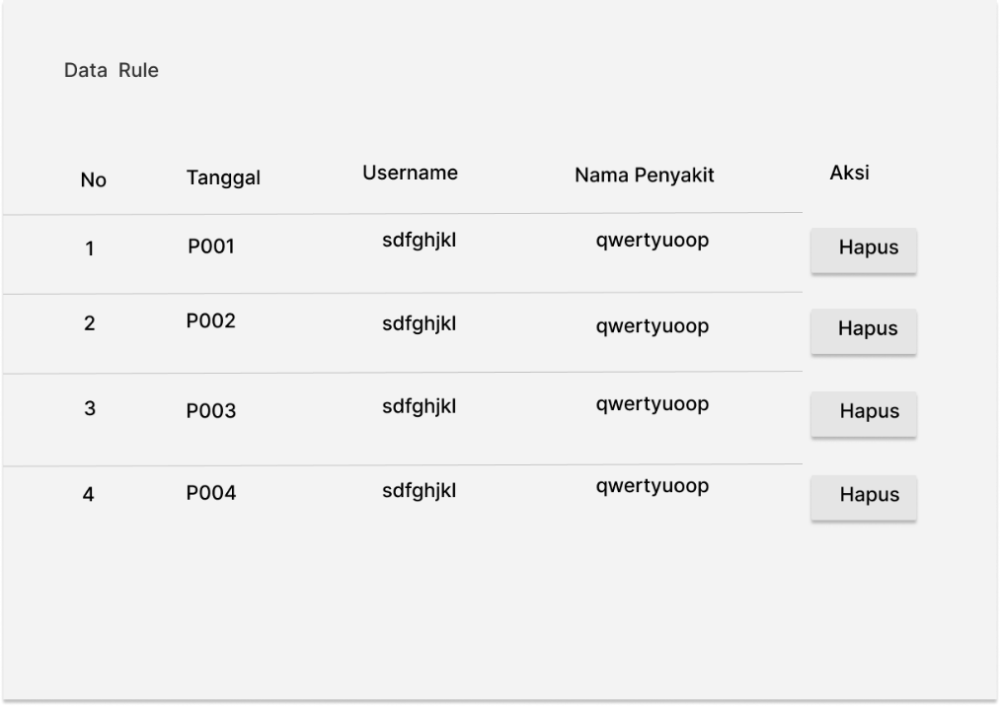 Data Rule
No Tanggal Username Nama Penyakit Aksi
1 P001 sdfghjkl qwertyuoop Hapus
2 P002 sdfghjkl qwertyuoop Hapus
3 P003 sdfghjkl qwertyuoop Hapus
4 P004 sdfghjkl qwertyuoop Hapus